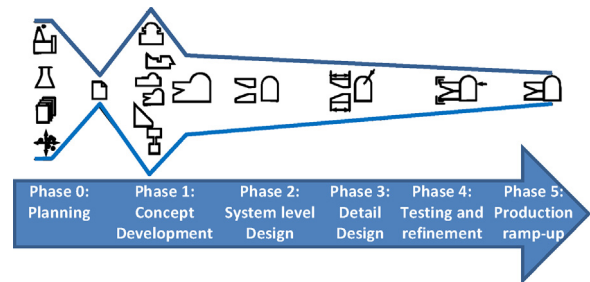 Phase 0:
Planning
Phase 1:
Concept
Development
Phase 2:
System level
Design
Phase 3:
Detail
Design
Phase 4:
Testing and
refinement
Phase 5:
Production
ramp-up